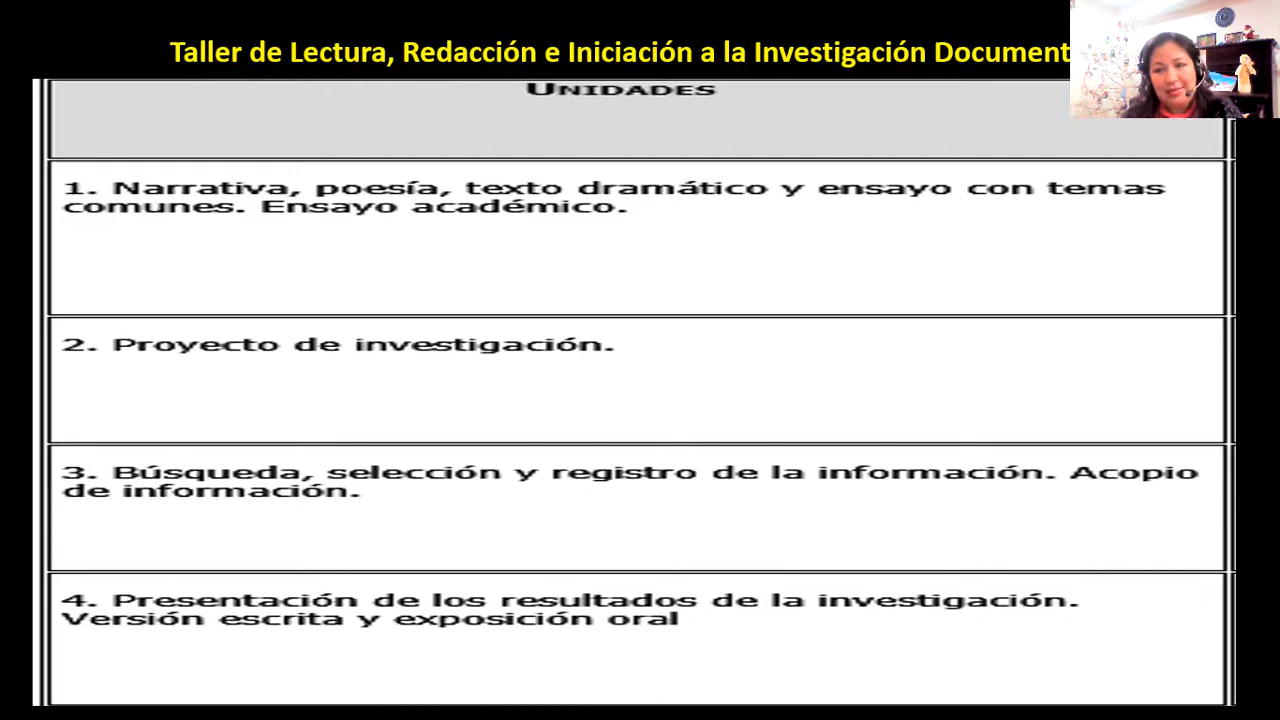 Taller de Lectura, Redacción e Iniciación a la Investigación Document
UNIDADES
1. Narrativa, poesía, texto dramático y ensayo con temas
comunes. Ensayo académico.
2. Proyecto de investigación.
3. Búsqueda, selección y registro de la información. Acopio
de información.
4. Presentación de los resultados de la investigación.
Versión escrita y exposición oral